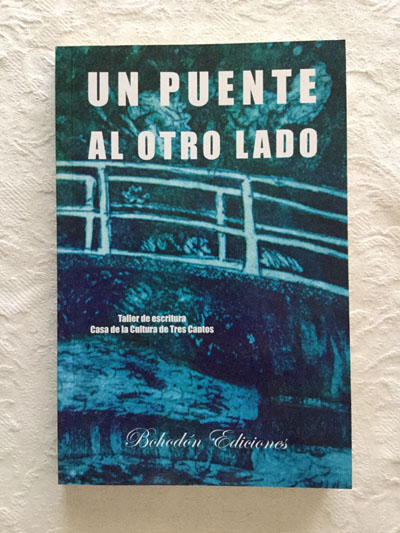 UN PUENTE
AL OTRO LADO
Taller de escritura
Casa de la Cultura de Tres Cantos
Bohodón Ediciones